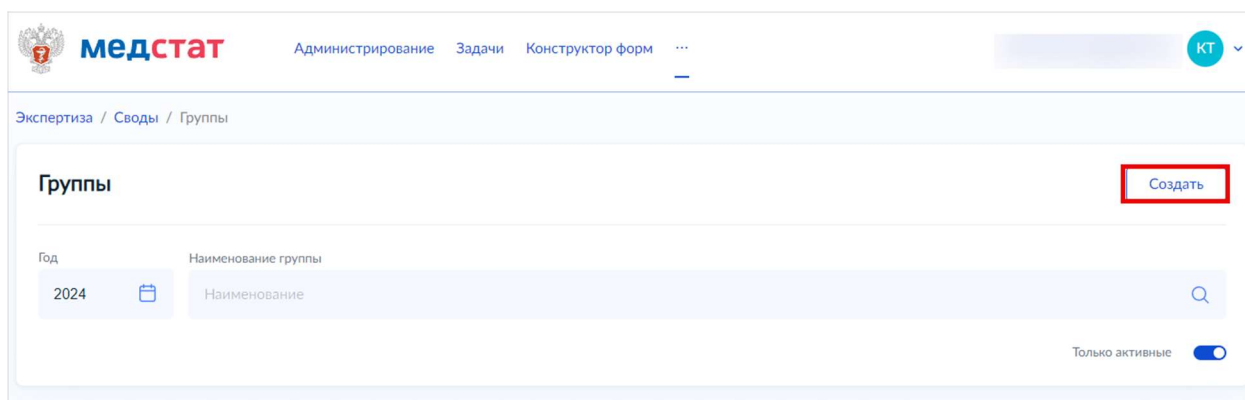 медстат
Администрирование Задачи Конструктор форм ...
КТ
Экспертиза / Своды / Группы
Группы
Создать
Год Наименование группы
2024 Наименование
Только активные